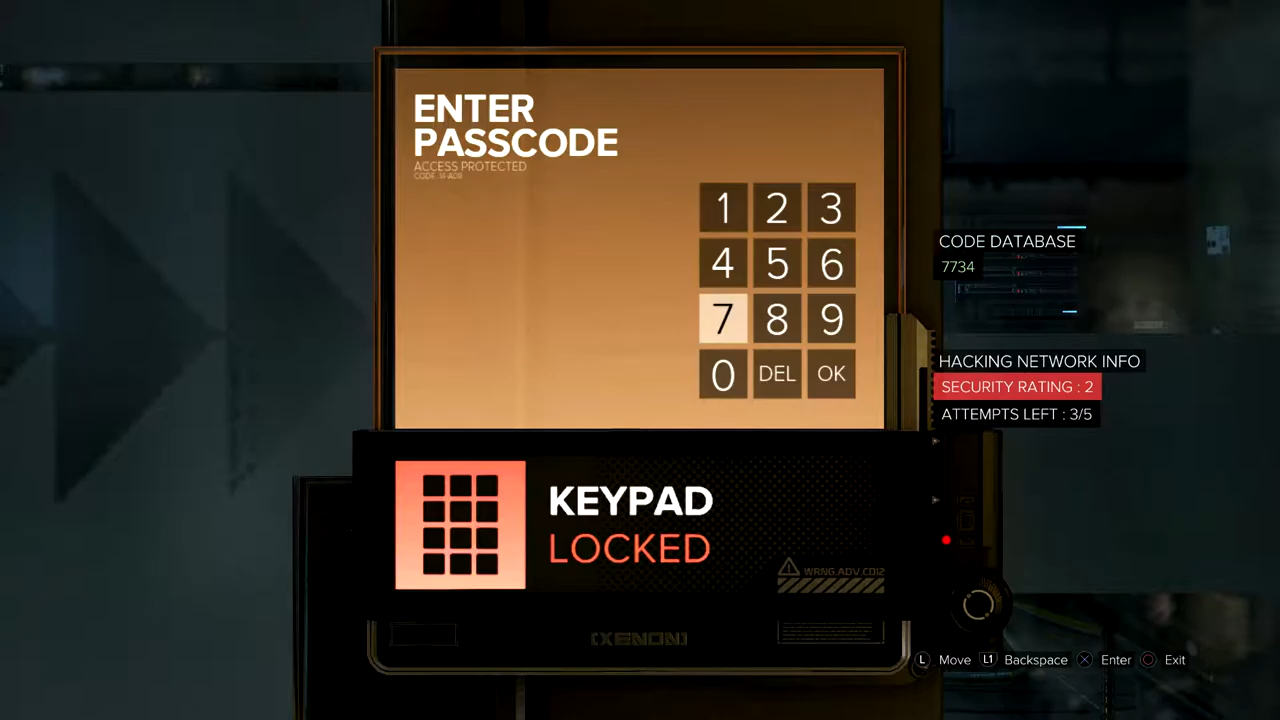 ENTER
PASSCODE
ACCESS PROTECTED
1 2 3
4 5 6
7 8 9
0 DEL OK
CODE DATABASE
7734
HACKING NETWORK INFO
SECURITY RATING : 2
ATTEMPTS LEFT : 3/5
KEYPAD
LOCKED
WRNG.ADV.CD12
[XENON]
L Move L1 Backspace Enter Exit